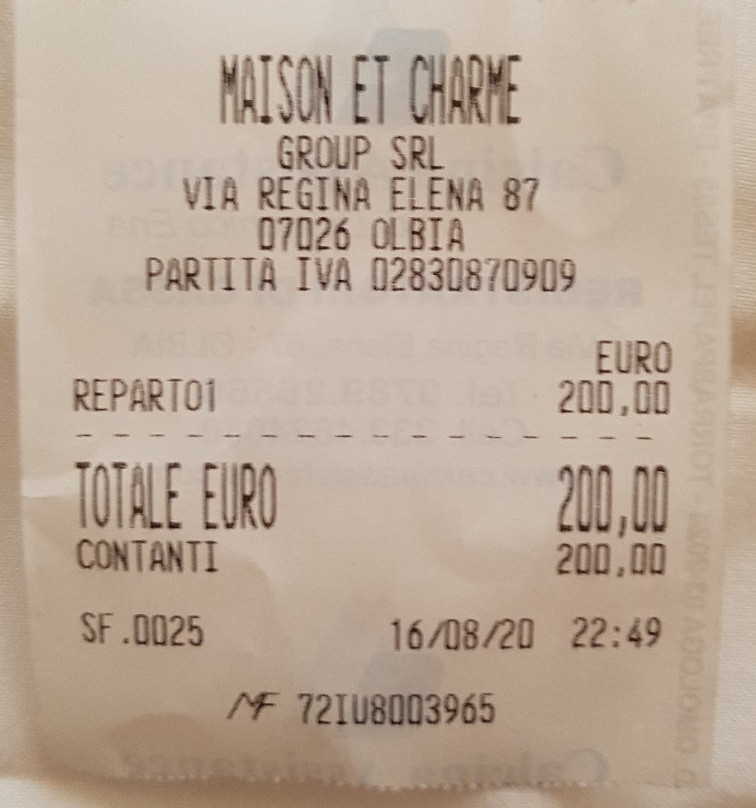 MAISON ET CHARME
GROUP SRL
VIA REGINA ELENA 87
07026 OLBIA
PARTITA IVA 02830870909
EURO
REPARTO1 200,00
TOTALE EURO 200,00
CONTANTI 200,00
SF.0025 16/08/20 22:49
MF 72IU8003965